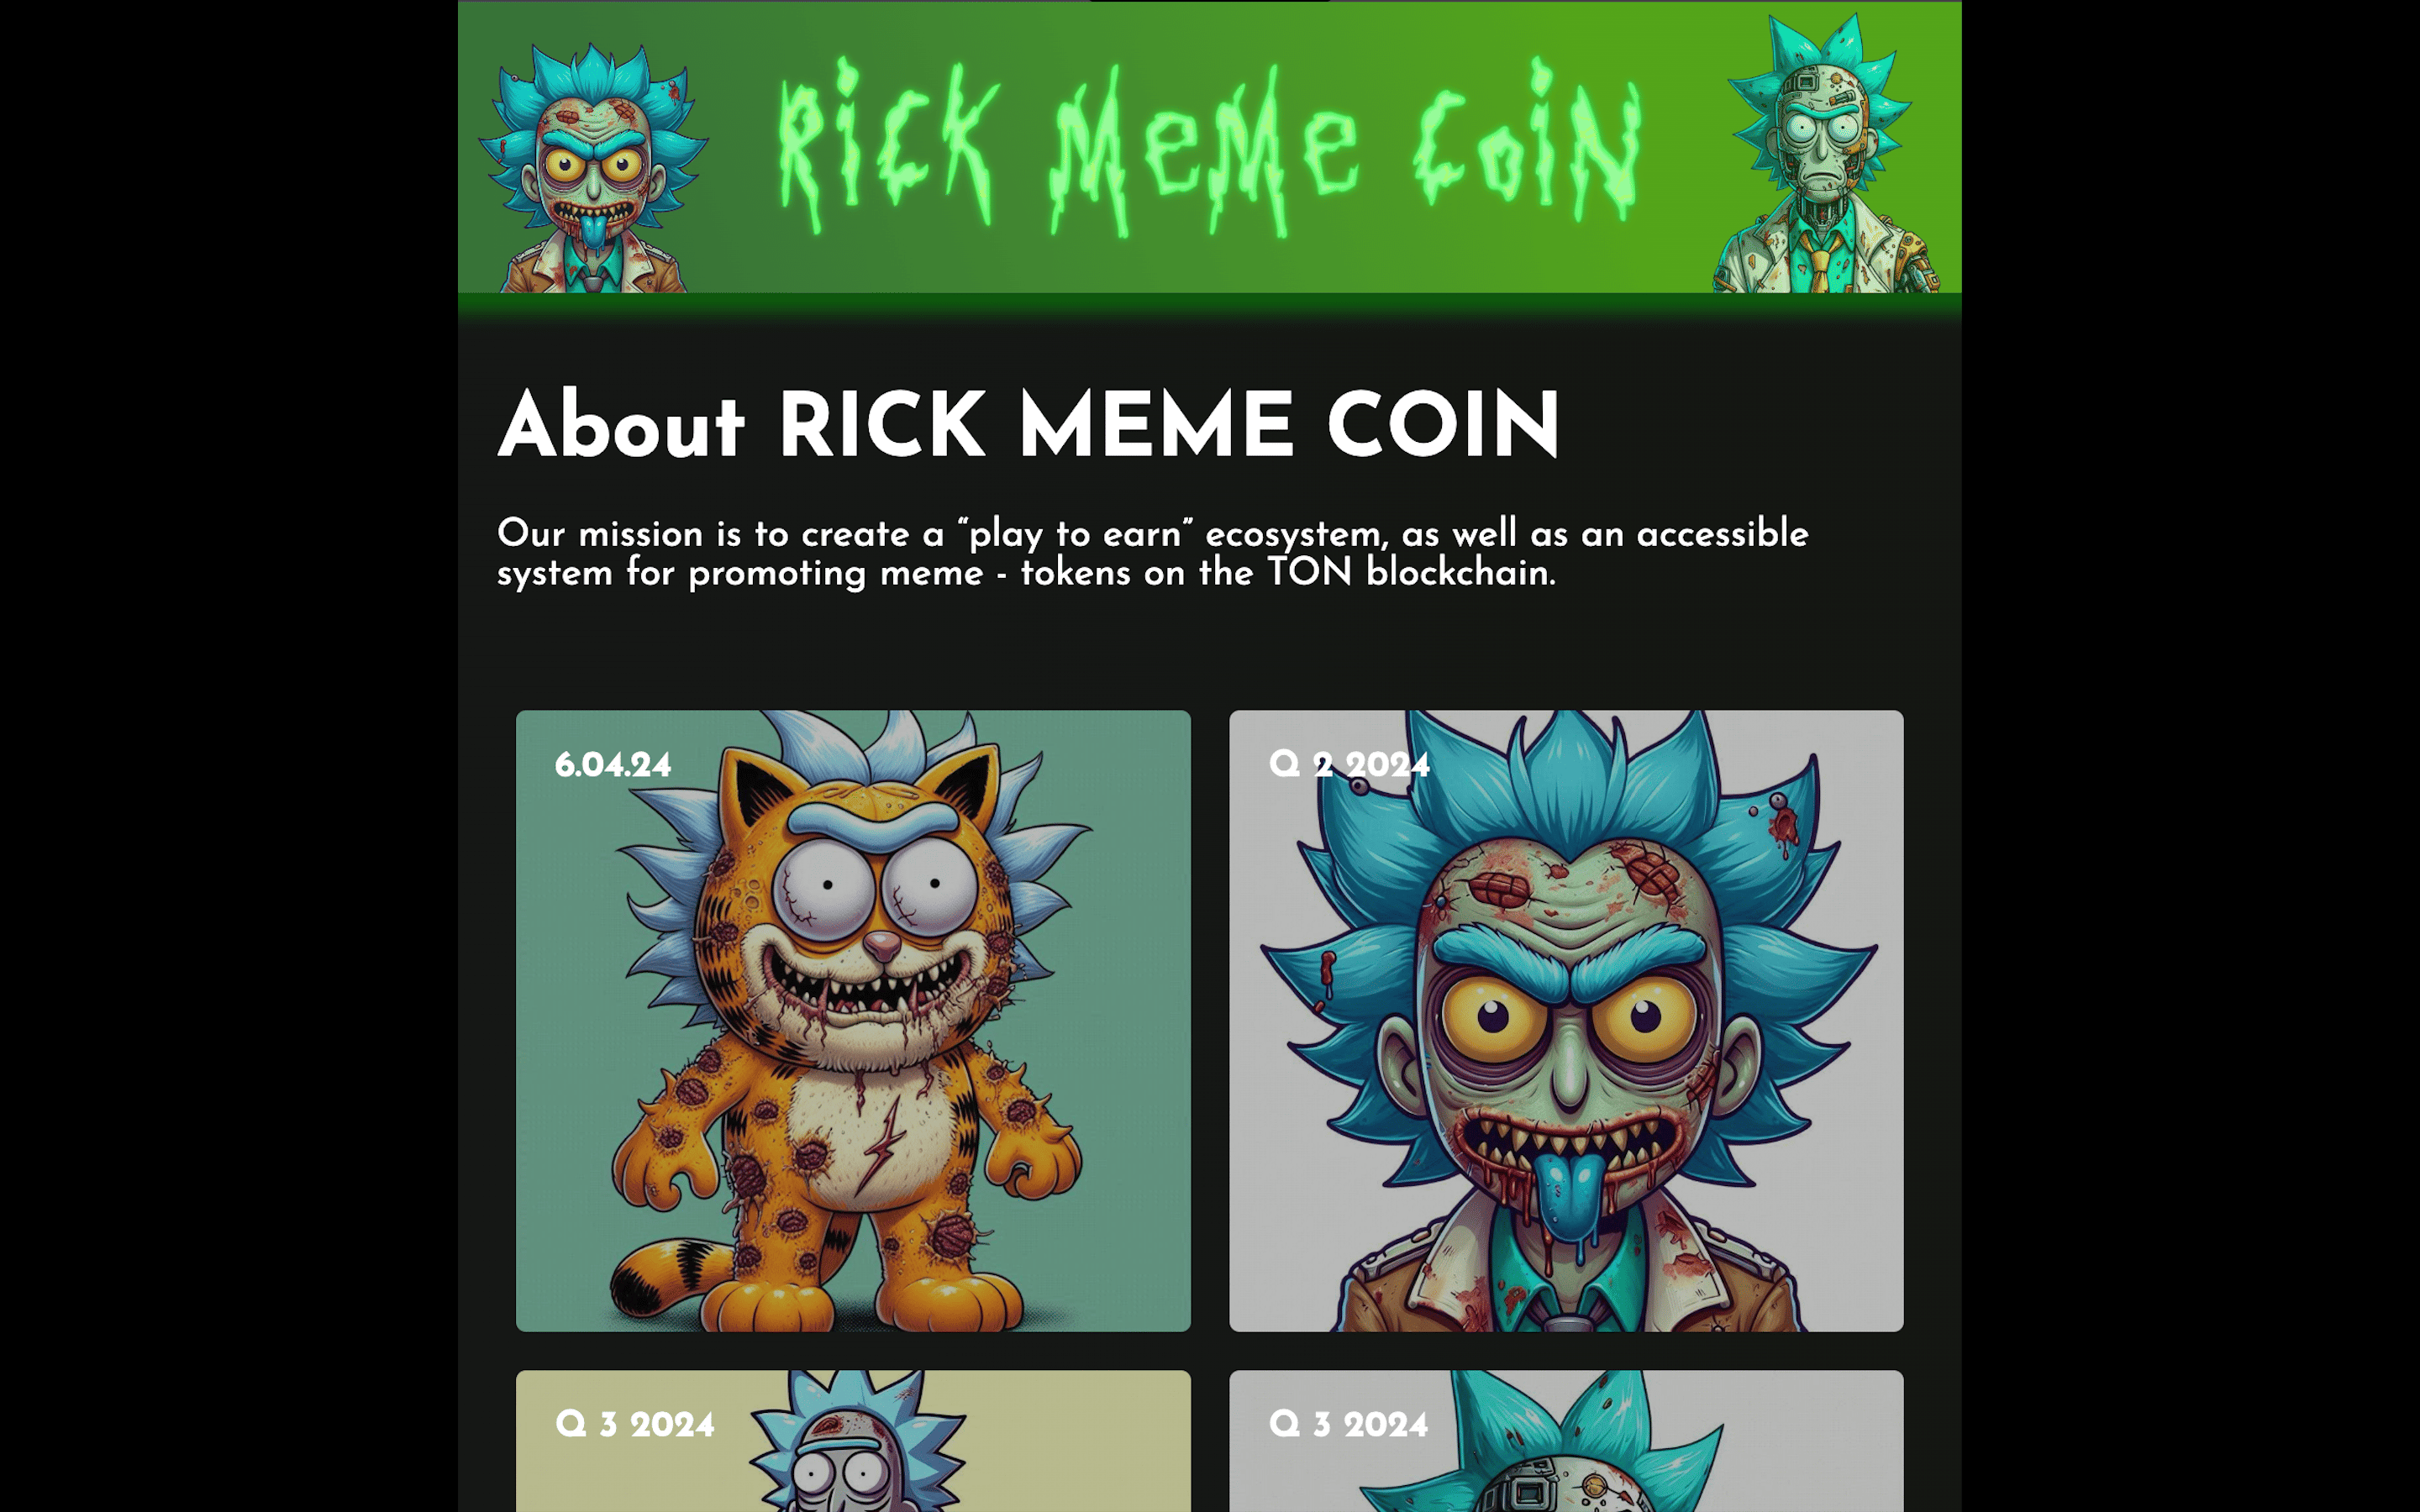 RiCK MeMe CoiN
About RICK MEME COIN
Our mission is to create a “play to earn” ecosystem, as well as an accessible
system for promoting meme - tokens on the TON blockchain.
6.04.24
Q 2 2024
Q 3 2024
Q 3 2024